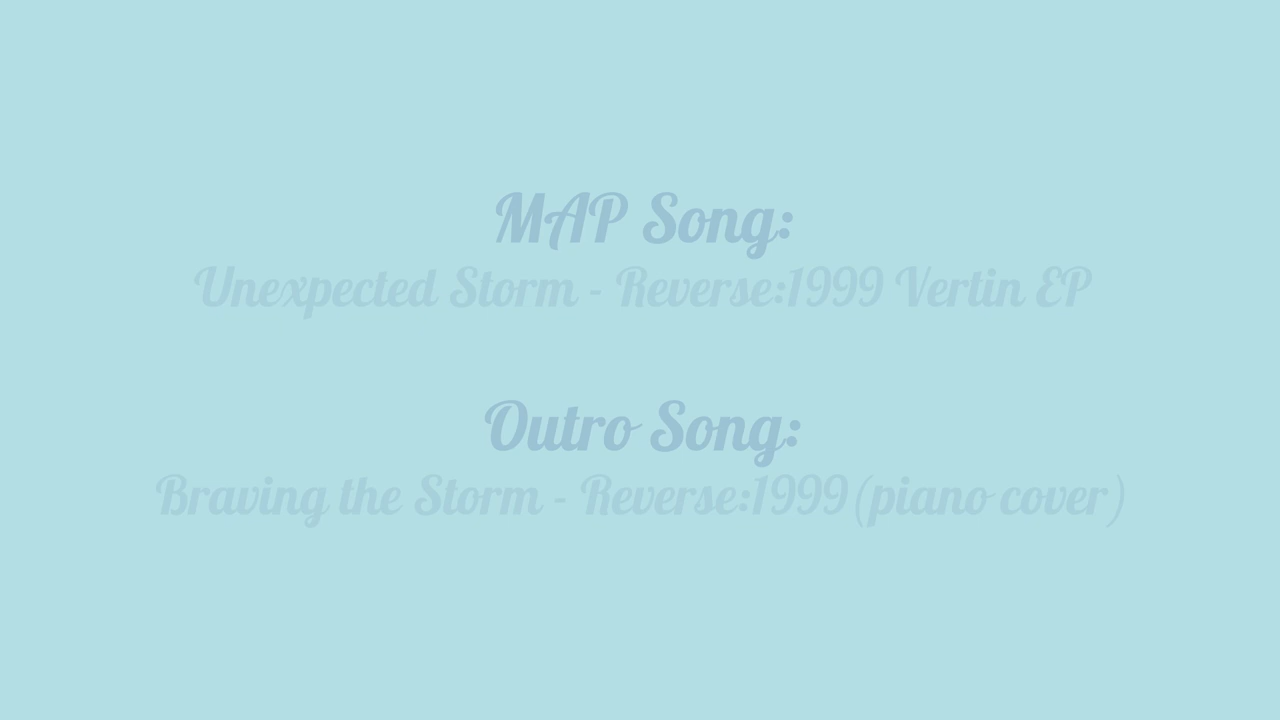 MAP Song:
Unexpected Storm - Reverse:1999 Vertin EP
Outro Song:
Braving the Storm - Reverse:1999(piano cover)